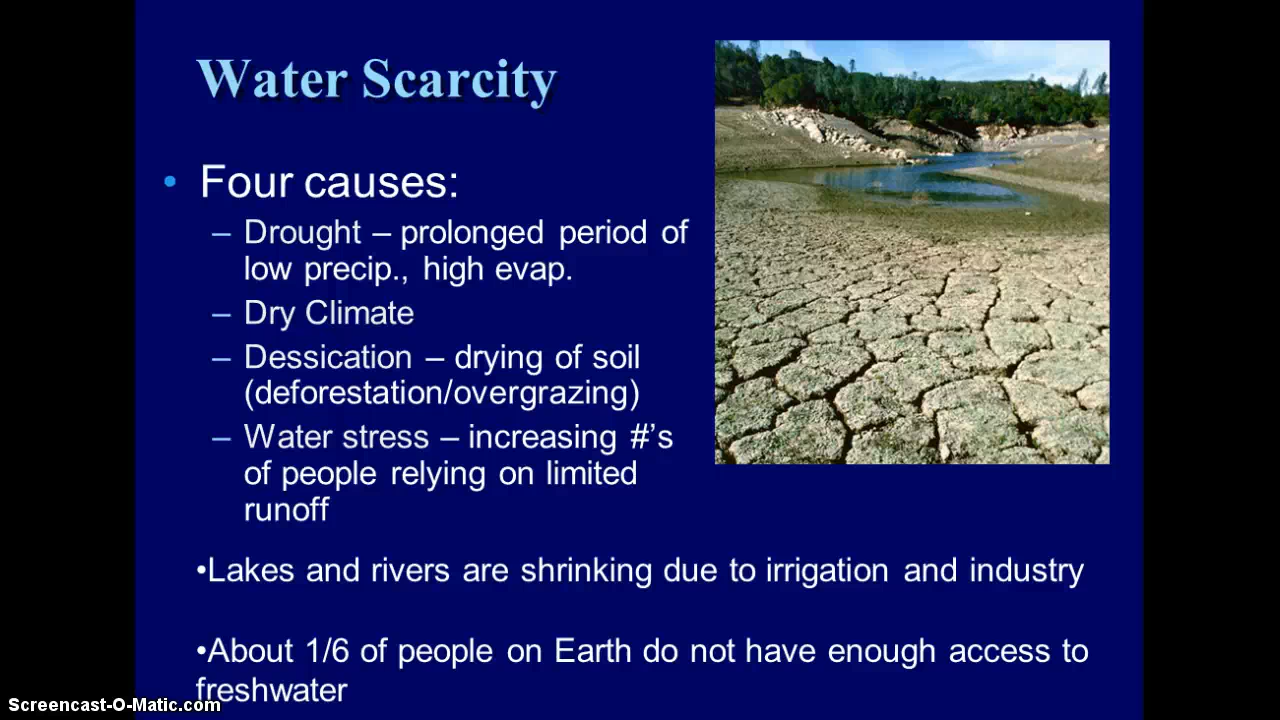 Water Scarcity
• Four causes:
– Drought – prolonged period of
low precip., high evap.
– Dry Climate
– Dessication – drying of soil
(deforestation/overgrazing)
– Water stress – increasing #’s
of people relying on limited
runoff
•Lakes and rivers are shrinking due to irrigation and industry
•About 1/6 of people on Earth do not have enough access to
freshwater
Screencast-O-Matic.com